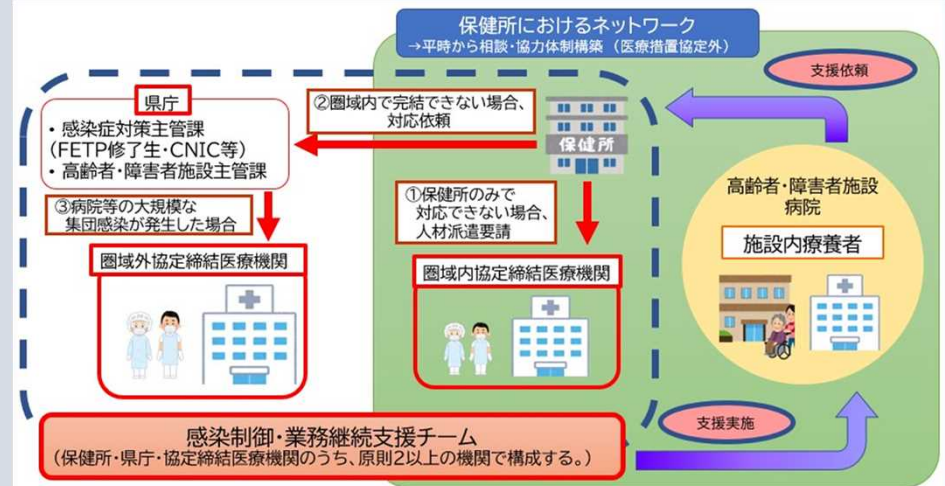 保健所におけるネットワーク
→平時から相談・協力体制構築（医療措置協定外）
支援依頼
県庁
・感染症対策主管課
（FETP修了生・CNIC等）
・高齢者・障害者施設主管課
②圏域内で完結できない場合、
対応依頼
保健所
③病院等の大規模な
集団感染が発生した場合
①保健所のみで
対応できない場合、
人材派遣要請
高齢者・障害者施設
病院
施設内療養者
圏域外協定締結医療機関
圏域内協定締結医療機関
支援実施
感染制御・業務継続支援チーム
（保健所・県庁・協定締結医療機関のうち、原則2以上の機関で構成する。）